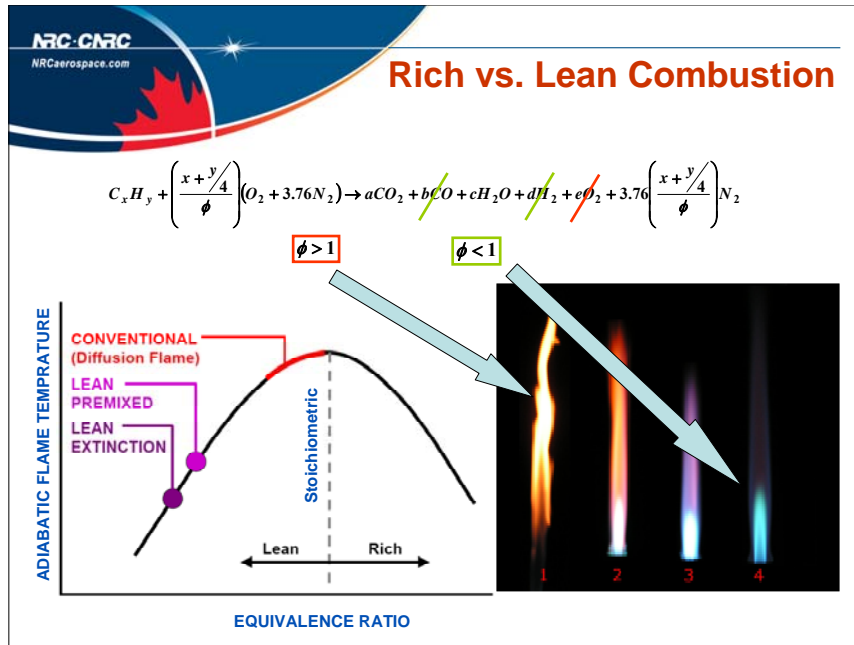 NRC·CNRC
NRCaerospace.com
Rich vs. Lean Combustion
C_xH_y + ((x + y/4)/ϕ)(O_2 + 3.76N_2) → aCO_2 + bCO + cH_2O + dH_2 + eO_2 + 3.76((x + y/4)/ϕ)N_2
ϕ > 1
ϕ < 1
ADIABATIC FLAME TEMPRATURE
CONVENTIONAL
(Diffusion Flame)
LEAN
PREMIXED
LEAN
EXTINCTION
Stoichiometric
Lean
Rich
EQUIVALENCE RATIO
1 2 3 4